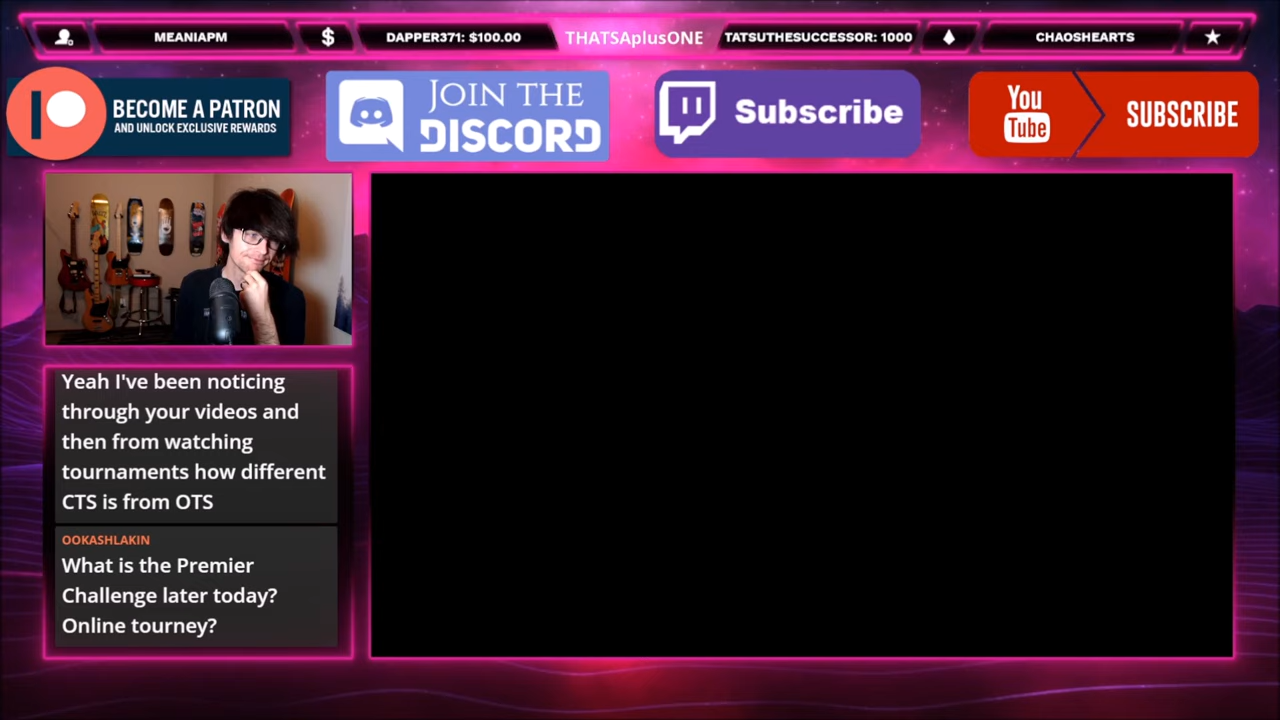 MEANIAPM
$
DAPPER371: $100.00
THATSAplusONE
TATSUTHESUCCESSOR: 1000
CHAOSHEARTS
BECOME A PATRON
AND UNLOCK EXCLUSIVE REWARDS
JOIN THE
DISCORD
Subscribe
You
Tube
SUBSCRIBE
Yeah I've been noticing
through your videos and
then from watching
tournaments how different
CTS is from OTS
OOKASHLAKIN
What is the Premier
Challenge later today?
Online tourney?